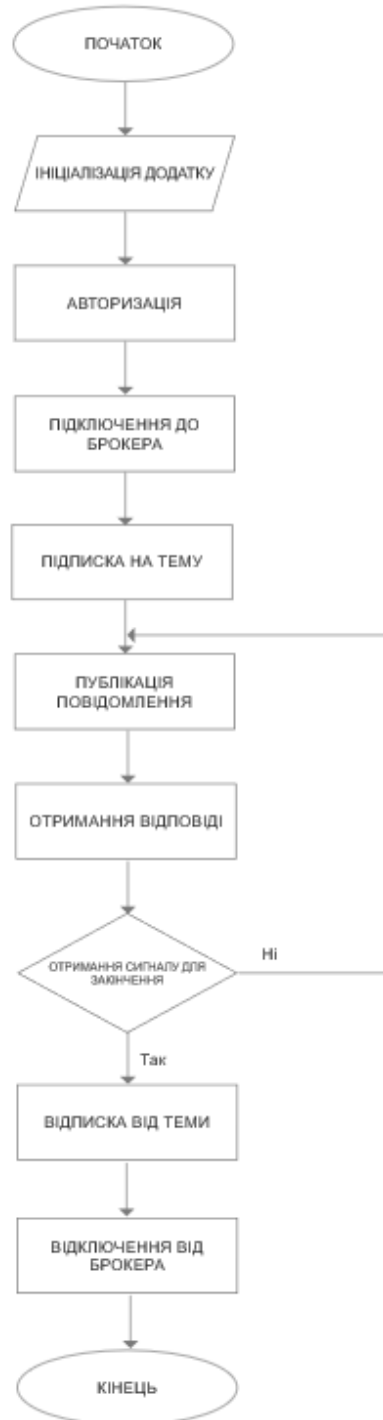 ПОЧАТОК
ІНІЦІАЛІЗАЦІЯ ДОДАТКУ
АВТОРИЗАЦІЯ
ПІДКЛЮЧЕННЯ ДО
БРОКЕРА
ПІДПИСКА НА ТЕМУ
ПУБЛІКАЦІЯ
ПОВІДОМЛЕННЯ
ОТРИМАННЯ ВІДПОВІДІ
ОТРИМАННЯ СИГНАЛУ ДЛЯ
ЗАКІНЧЕННЯ
Ні
Так
ВІДПИСКА ВІД ТЕМИ
ВІДКЛЮЧЕННЯ ВІД
БРОКЕРА
КІНЕЦЬ